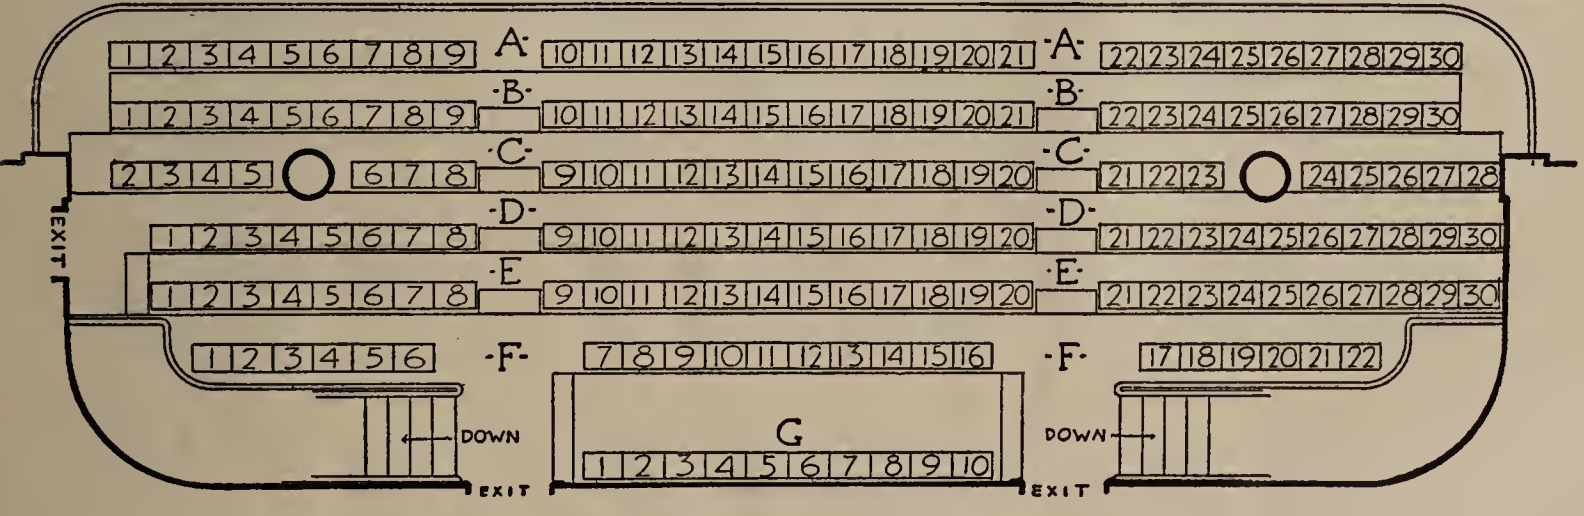 1 2 3 4 5 6 7 8 9 A- 10 11 12 13 14 15 16 17 18 19 20 21 -A- 22 23 24 25 26 27 28 29 30
-B- -B-
1 2 3 4 5 6 7 8 9 10 11 12 13 14 15 16 17 18 19 20 21 22 23 24 25 26 27 28 29 30
-C- -C-
2 3 4 5 6 7 8 9 10 11 12 13 14 15 16 17 18 19 20 21 22 23 24 25 26 27 28
-D- -D-
EXIT
1 2 3 4 5 6 7 8 9 10 11 12 13 14 15 16 17 18 19 20 21 22 23 24 25 26 27 28 29 30
-E -E-
1 2 3 4 5 6 7 8 9 10 11 12 13 14 15 16 17 18 19 20 21 22 23 24 25 26 27 28 29 30
1 2 3 4 5 6 -F- 7 8 9 10 11 12 13 14 15 16 -F- 17 18 19 20 21 22
DOWN G DOWN
1 2 3 4 5 6 7 8 9 10
EXIT EXIT